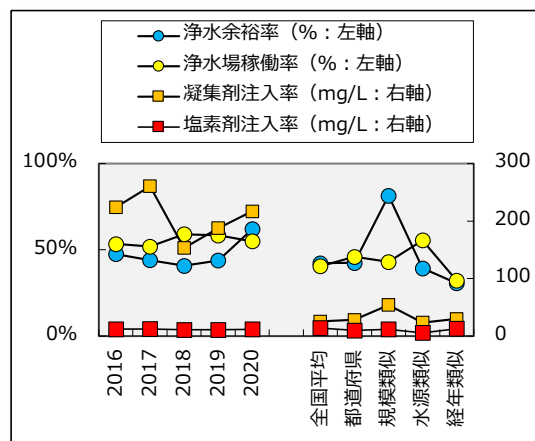 浄水余裕率（%：左軸）
浄水場稼働率（%：左軸）
凝集剤注入率（mg/L：右軸）
塩素剤注入率（mg/L：右軸）
100%
50%
0%
300
200
100
0
2016
2017
2018
2019
2020
全国平均
都道府県
規模類似
水源類似
経年類似